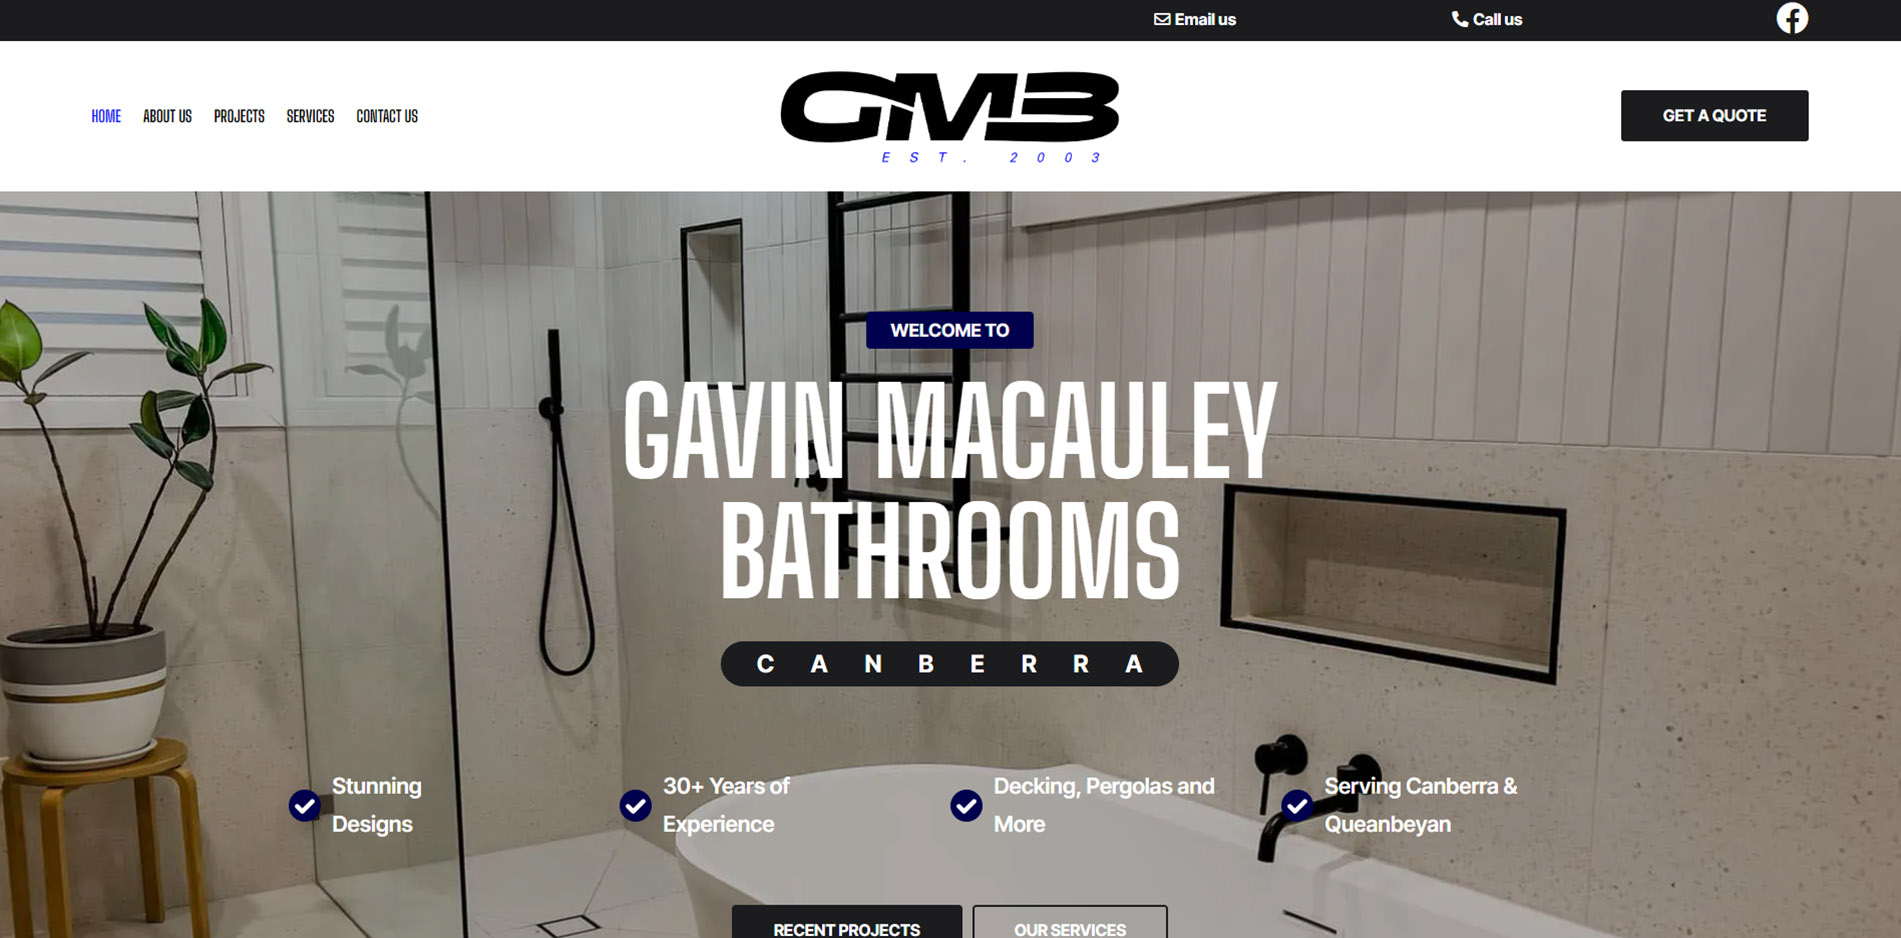 Email us
Call us
HOME ABOUT US PROJECTS SERVICES CONTACT US
GMB
EST. 2003
GET A QUOTE
WELCOME TO
GAVIN MACAULEY
BATHROOMS
CANBERRA
Stunning
Designs
30+ Years of
Experience
Decking, Pergolas and
More
Serving Canberra &
Queanbeyan
RECENT PROJECTS
OUR SERVICES